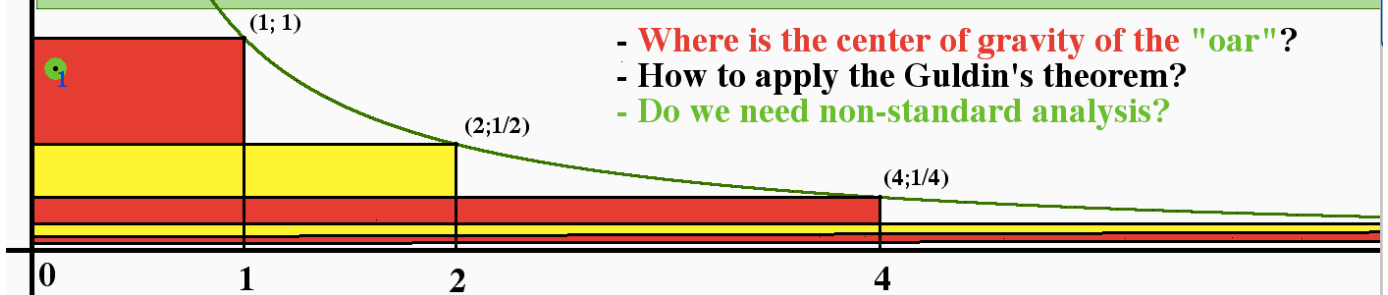 (1; 1)
- Where is the center of gravity of the "oar"?
1
- How to apply the Guldin's theorem?
- Do we need non-standard analysis?
(2;1/2)
(4;1/4)
0
1
2
4